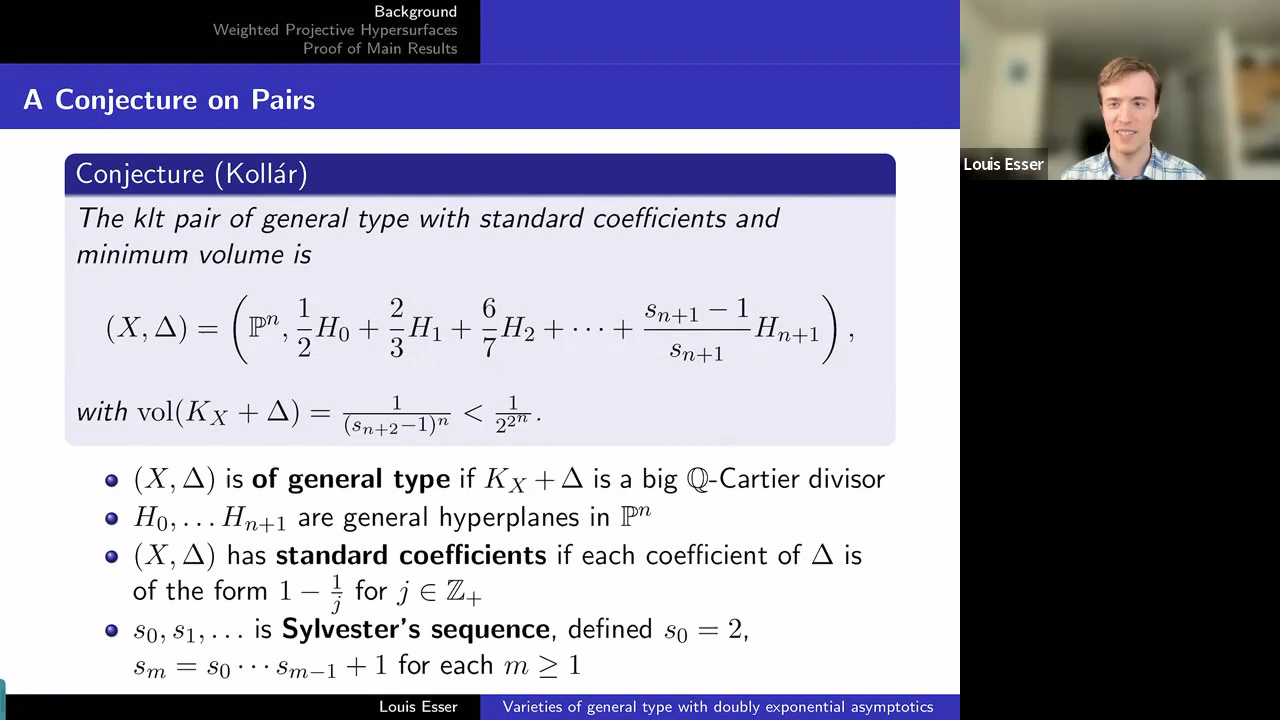 Background
Weighted Projective Hypersurfaces
Proof of Main Results
A Conjecture on Pairs
Conjecture (Kollár)
The klt pair of general type with standard coefficients and
minimum volume is
(X, Δ) = (ℙⁿ, 1/2 H₀ + 2/3 H₁ + 6/7 H₂ + ⋯ + (sₙ₊₁ − 1)/sₙ₊₁ Hₙ₊₁),
with vol(K_X + Δ) = 1/(sₙ₊₂−1)ⁿ < 1/2^{2ⁿ}.
(X, Δ) is of general type if K_X + Δ is a big ℚ-Cartier divisor
H₀, … Hₙ₊₁ are general hyperplanes in ℙⁿ
(X, Δ) has standard coefficients if each coefficient of Δ is
of the form 1 − 1/j for j ∈ ℤ₊
s₀, s₁, … is Sylvester's sequence, defined s₀ = 2,
sₘ = s₀ ⋯ sₘ₋₁ + 1 for each m ≥ 1
Louis Esser Varieties of general type with doubly exponential asymptotics
Louis Esser